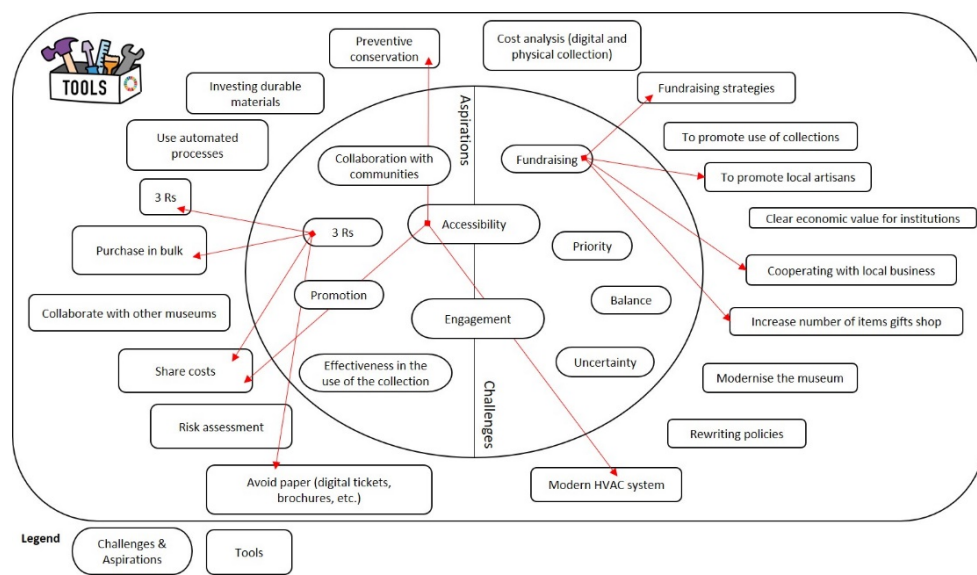 TOOLS
Preventive
conservation
Cost analysis (digital and
physical collection)
Investing durable
materials
Fundraising strategies
Use automated
processes
Aspirations
Collaboration with
communities
Fundraising
To promote use of collections
To promote local artisans
3 Rs
Accessibility
Clear economic value for institutions
3 Rs
Purchase in bulk
Priority
Cooperating with local business
Promotion
Balance
Collaborate with other museums
Engagement
Increase number of items gifts shop
Share costs
Effectiveness in the
use of the collection
Uncertainty
Modernise the museum
Challenges
Risk assessment
Rewriting policies
Avoid paper (digital tickets,
brochures, etc.)
Modern HVAC system
Legend
Challenges &
Aspirations
Tools